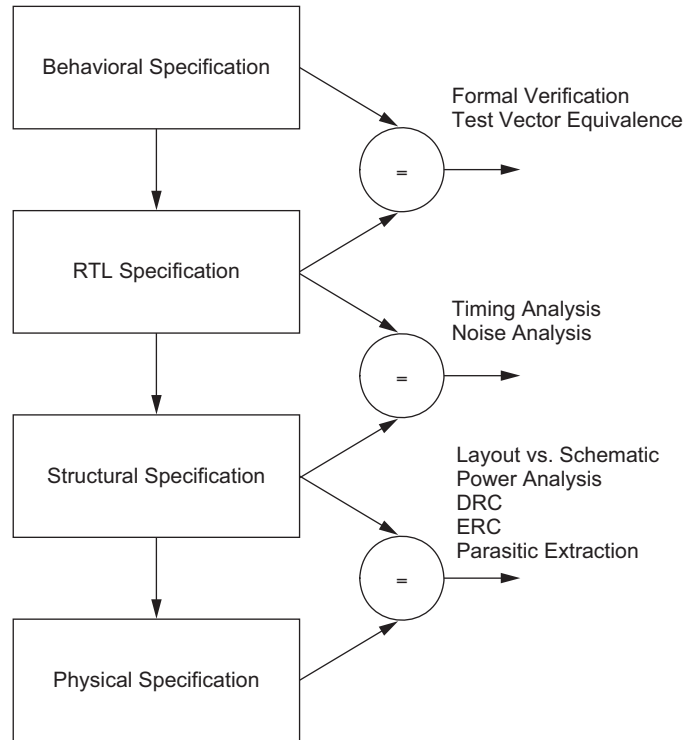 Behavioral Specification
Formal Verification
Test Vector Equivalence
=
RTL Specification
Timing Analysis
Noise Analysis
=
Structural Specification
Layout vs. Schematic
Power Analysis
DRC
ERC
Parasitic Extraction
=
Physical Specification